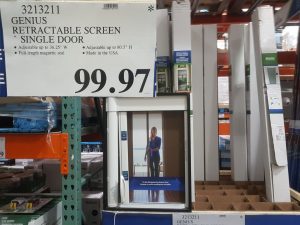 3213211
GENIUS
RETRACTABLE SCREEN
SINGLE DOOR
• Adjustable up to 36.25" W
• Adjustable up to 80.5" H
• Full-length magnetic seal
• Made in the USA
99.97
3213211
GENIUS